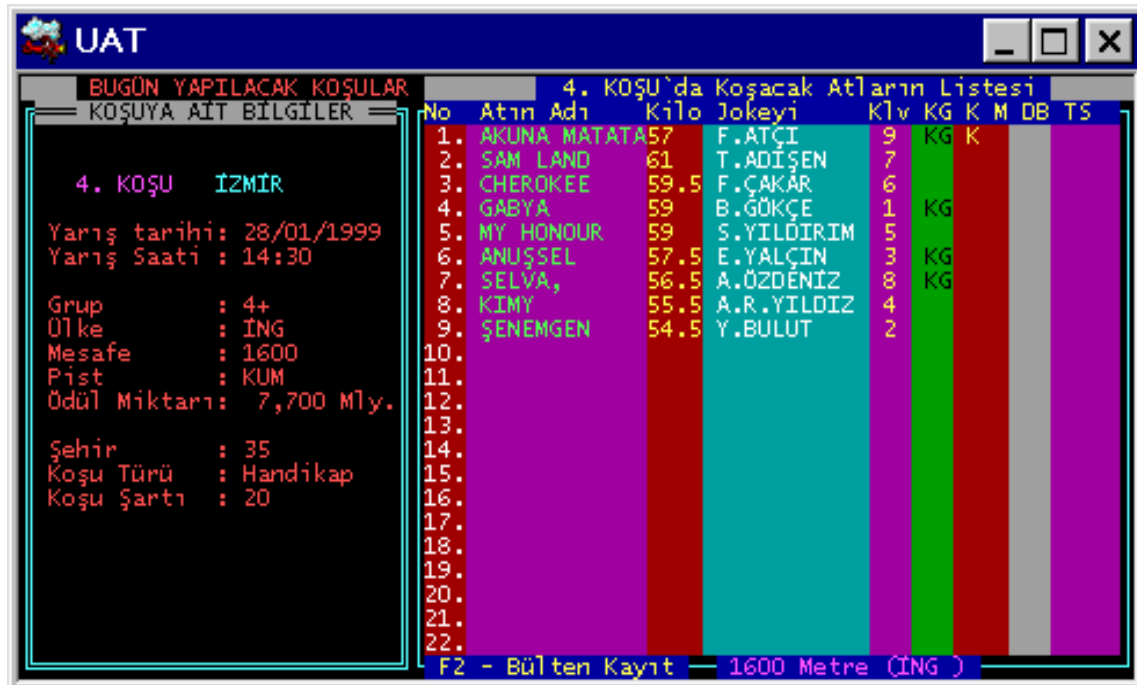 UAT
BUGÜN YAPILACAK KOŞULAR
4. KOŞU`da Koşacak Atların Listesi
KOŞUYA AİT BİLGİLER
4. KOŞU İZMİR
Yarış tarihi: 28/01/1999
Yarış Saati : 14:30
Grup : 4+
Ülke : İNG
Mesafe : 1600
Pist : KUM
Ödül Miktarı: 7,700 Mly.
Şehir : 35
Koşu Türü : Handikap
Koşu Şartı : 20
No Atın Adı Kilo Jokeyi Klv KG K M DB TS
1. AKUNA MATATA 57 F.ATÇI 9 KG K
2. SAM LAND 61 T.ADİŞEN 7
3. CHEROKEE 59.5 F.ÇAKAR 6
4. GABYA 59 B.GÖKÇE 1 KG
5. MY HONOUR 59 S.YILDIRIM 5
6. ANUŞSEL 57.5 E.YALÇIN 3 KG
7. SELVA, 56.5 A.ÖZDENİZ 8 KG
8. KIMY 55.5 A.R.YILDIZ 4
9. ŞENEMGEN 54.5 Y.BULUT 2
10.
11.
12.
13.
14.
15.
16.
17.
18.
19.
20.
21.
22.
F2 - Bülten Kayıt 1600 Metre (İNG )